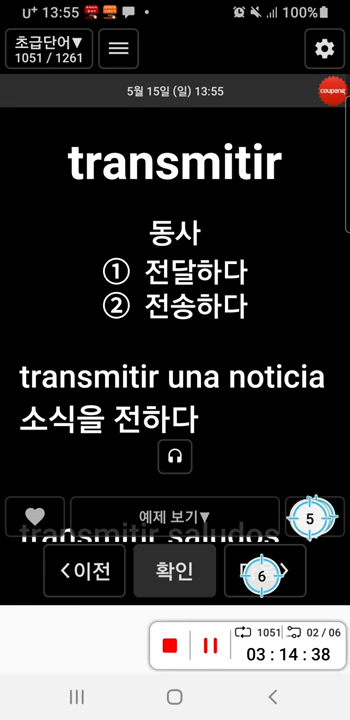 U+ 13:55 100%
초급단어▼
1051 / 1261
5월 15일 (일) 13:55
coupang
transmitir
동사
① 전달하다
② 전송하다
transmitir una noticia
소식을 전하다
예제 보기▼
5
transmitir saludos
<이전
확인
6
1051 02 / 06
03 : 14 : 38